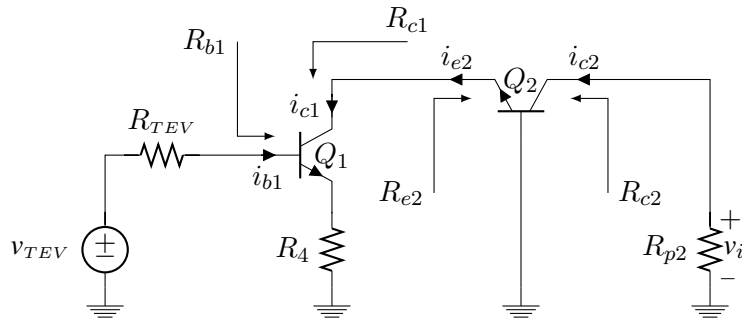 R_{b1}
R_{c1}
i_{e2}
Q_2
i_{c2}
i_{c1}
R_{TEV}
Q_1
i_{b1}
R_{e2}
R_{c2}
v_{TEV}
±
R_4
R_{p2}
+
v_i
−